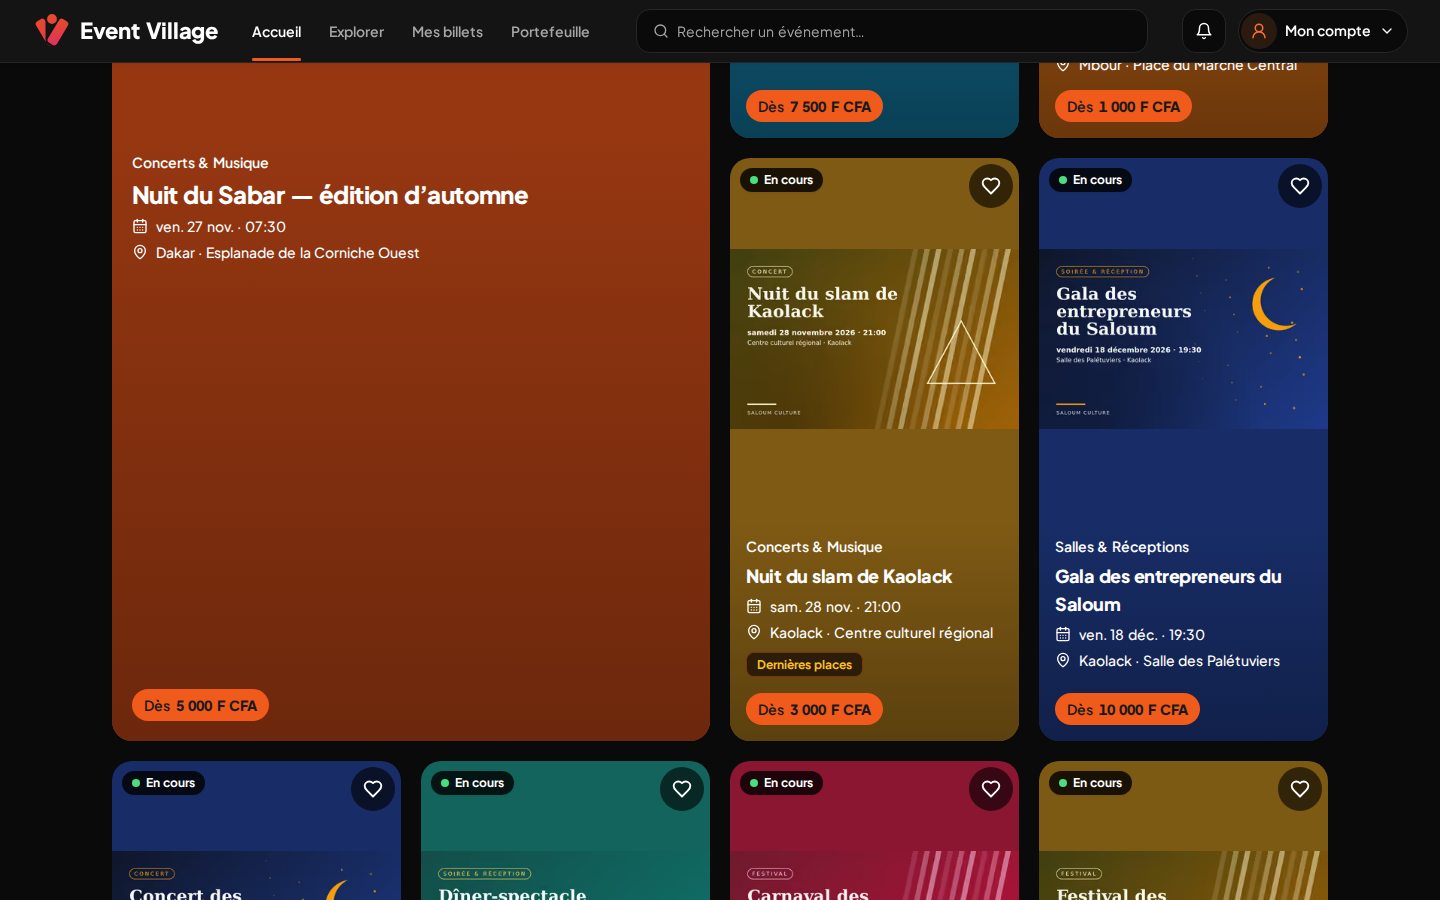 Event Village
Accueil
Explorer
Mes billets
Portefeuille
Rechercher un événement…
Mon compte
Concerts & Musique
Nuit du Sabar — édition d’automne
ven. 27 nov. · 07:30
Dakar · Esplanade de la Corniche Ouest
Dès 5 000 F CFA
Dès 7 500 F CFA
Mbour · Place du Marché Central
Dès 1 000 F CFA
En cours
CONCERT
Nuit du slam de
Kaolack
samedi 28 novembre 2026 · 21:00
Centre culturel régional · Kaolack
SALOUM CULTURE
Concerts & Musique
Nuit du slam de Kaolack
sam. 28 nov. · 21:00
Kaolack · Centre culturel régional
Dernières places
Dès 3 000 F CFA
En cours
SOIRÉE & RÉCEPTION
Gala des
entrepreneurs
du Saloum
vendredi 18 décembre 2026 · 19:30
Salle des Palétuviers · Kaolack
SALOUM CULTURE
Salles & Réceptions
Gala des entrepreneurs du
Saloum
ven. 18 déc. · 19:30
Kaolack · Salle des Palétuviers
Dès 10 000 F CFA
En cours
CONCERT
Concert des
En cours
SOIRÉE & RÉCEPTION
Dîner-spectacle
En cours
FESTIVAL
Carnaval des
En cours
FESTIVAL
Festival des